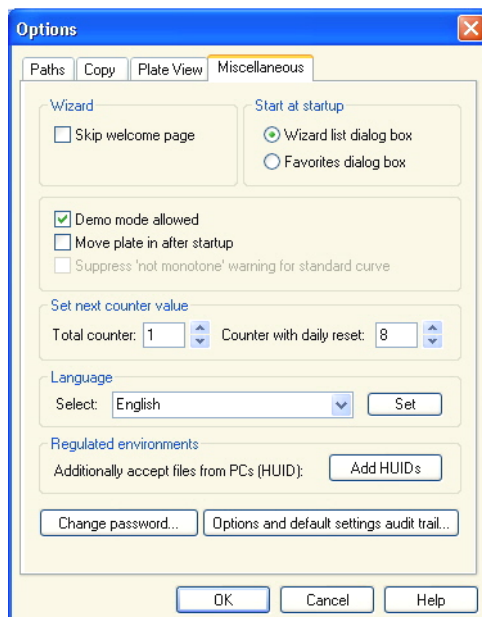 Options
Paths Copy Plate View Miscellaneous
Wizard
Skip welcome page
Start at startup
Wizard list dialog box
Favorites dialog box
Demo mode allowed
Move plate in after startup
Suppress 'not monotone' warning for standard curve
Set next counter value
Total counter: 1 Counter with daily reset: 8
Language
Select: English Set
Regulated environments
Additionally accept files from PCs (HUID): Add HUIDs
Change password... Options and default settings audit trail...
OK Cancel Help